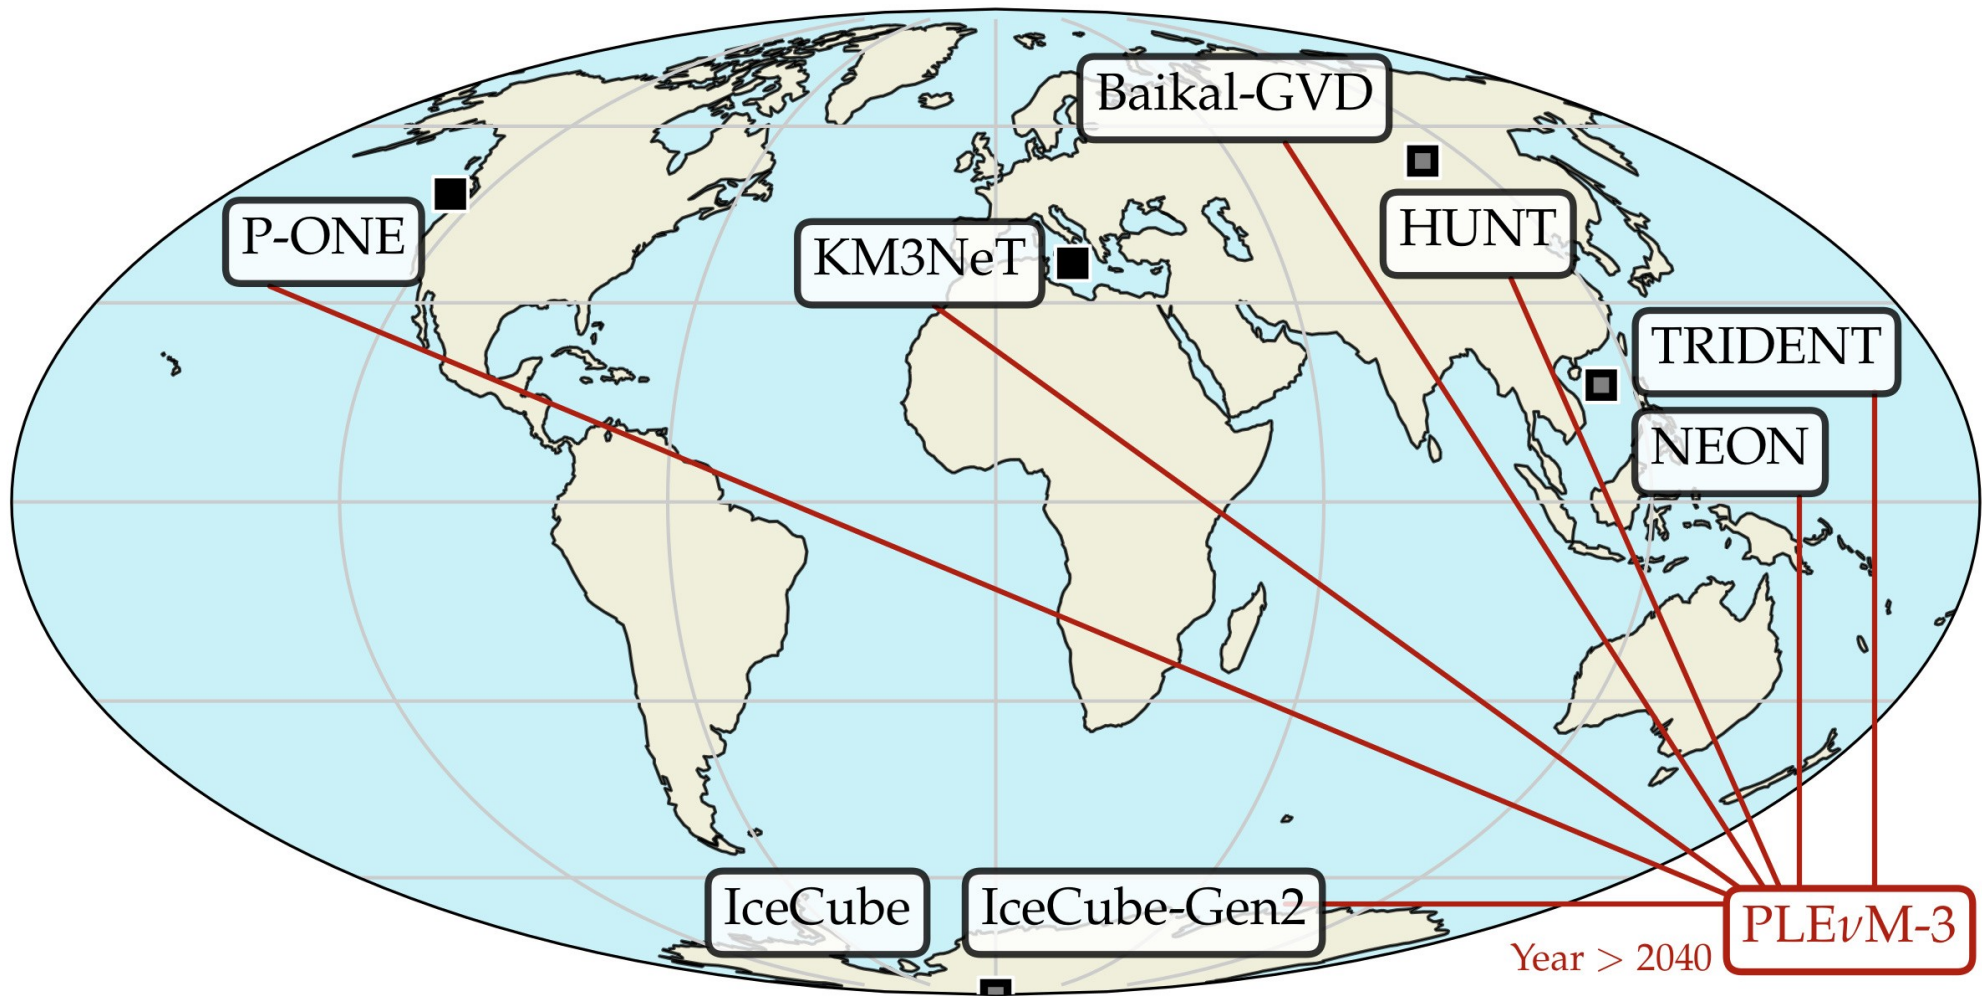 Baikal-GVD
P-ONE
KM3NeT
HUNT
TRIDENT
NEON
IceCube
IceCube-Gen2
PLEνM-3
Year > 2040